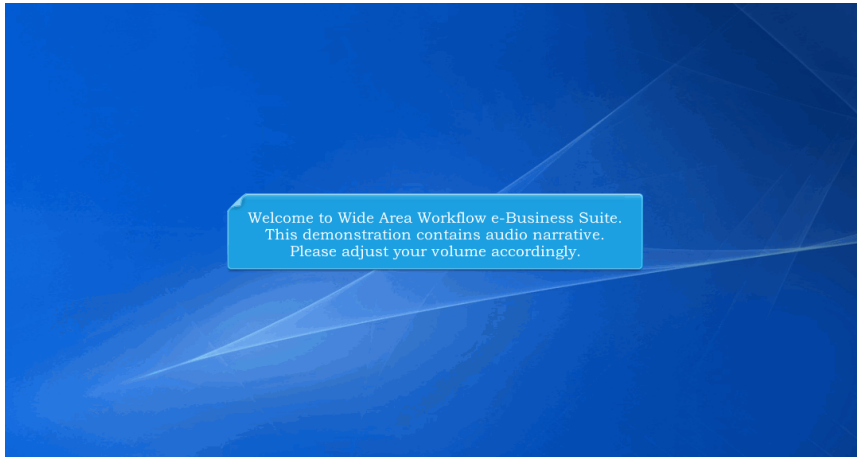 Welcome to Wide Area Workflow e-Business Suite.
This demonstration contains audio narrative.
Please adjust your volume accordingly.